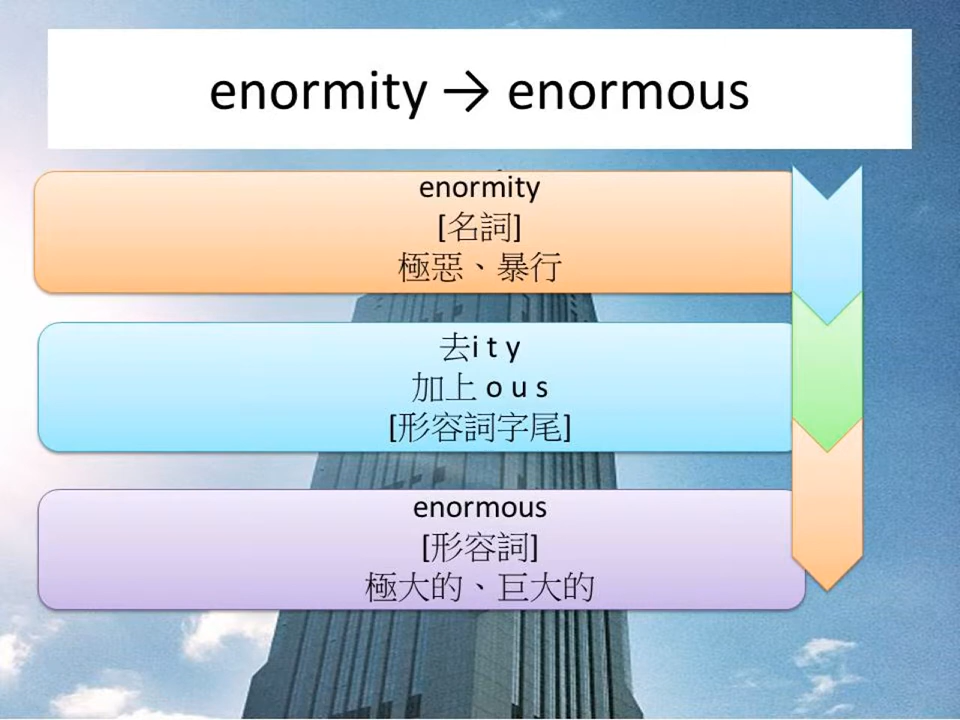 enormity → enormous
enormity
[名詞]
極惡、暴行
去i t y
加上 o u s
[形容詞字尾]
enormous
[形容詞]
極大的、巨大的